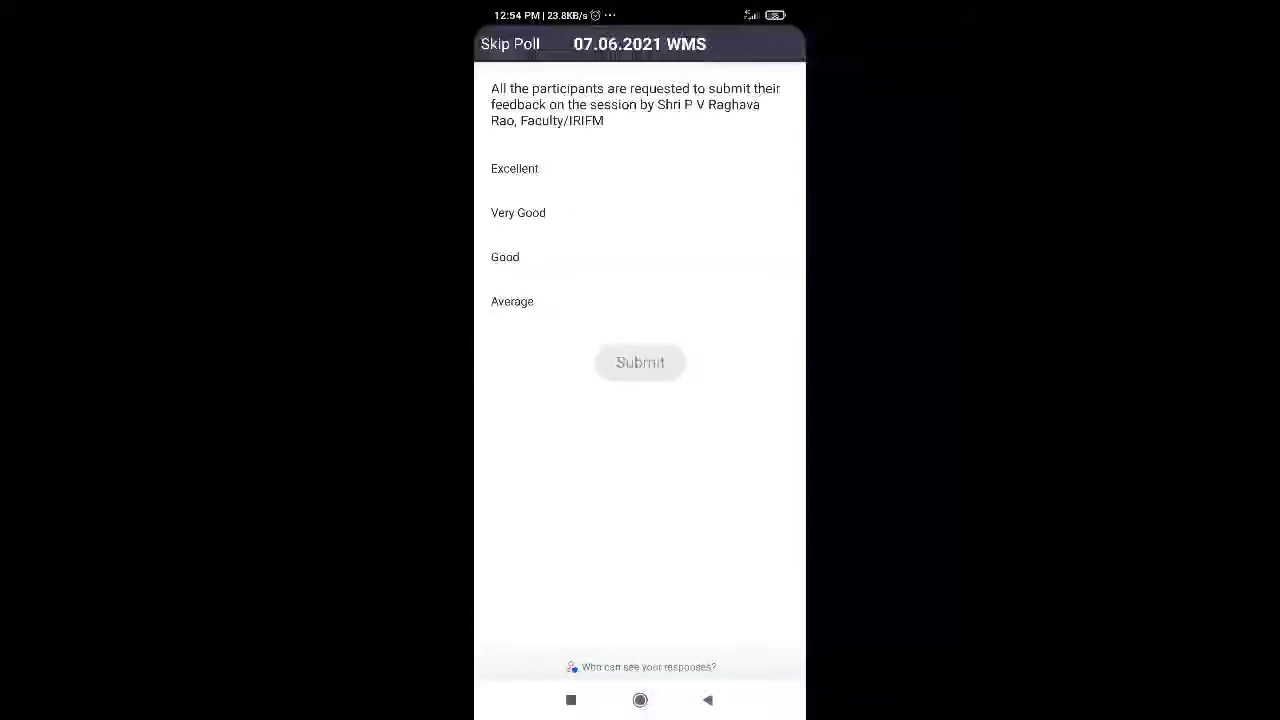 12:54 PM | 23.8KB/s ...
Skip Poll 07.06.2021 WMS
All the participants are requested to submit their
feedback on the session by Shri P V Raghava
Rao, Faculty/IRIFM
Excellent
Very Good
Good
Average
Submit
Who can see your responses?